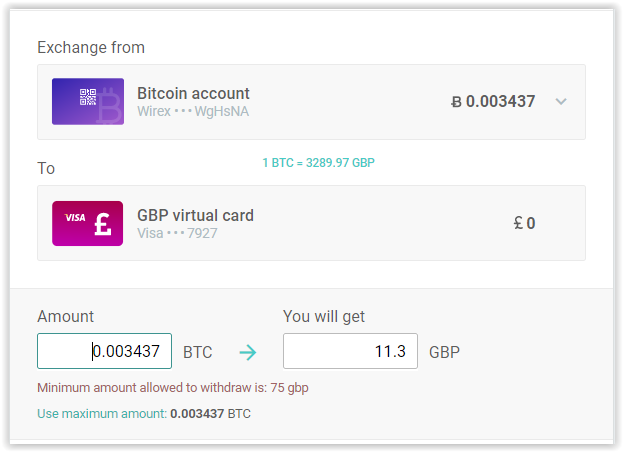 Exchange from
Bitcoin account
Wirex • • • WgHsNA
Ƀ 0.003437
1 BTC = 3289.97 GBP
To
VISA £
GBP virtual card
Visa • • • 7927
£ 0
Amount
You will get
0.003437 BTC
11.3 GBP
Minimum amount allowed to withdraw is: 75 gbp
Use maximum amount: 0.003437 BTC